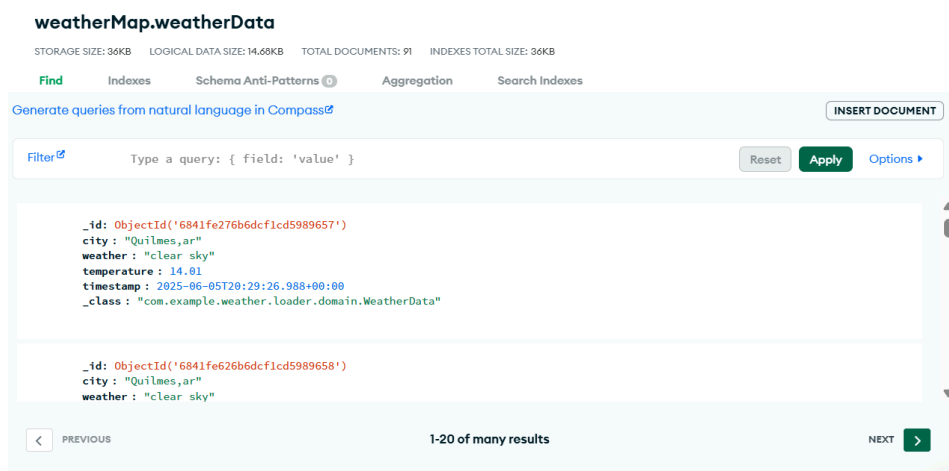 weatherMap.weatherData
STORAGE SIZE: 36KB LOGICAL DATA SIZE: 14.68KB TOTAL DOCUMENTS: 91 INDEXES TOTAL SIZE: 36KB
Find Indexes Schema Anti-Patterns 0 Aggregation Search Indexes
Generate queries from natural language in Compass
INSERT DOCUMENT
Filter Type a query: { field: 'value' } Reset Apply Options
_id: ObjectId('6841fe276b6dcf1cd5989657')
city : "Quilmes,ar"
weather : "clear sky"
temperature : 14.01
timestamp : 2025-06-05T20:29:26.988+00:00
_class : "com.example.weather.loader.domain.WeatherData"
_id: ObjectId('6841fe626b6dcf1cd5989658')
city : "Quilmes,ar"
weather : "clear sky"
PREVIOUS 1-20 of many results NEXT